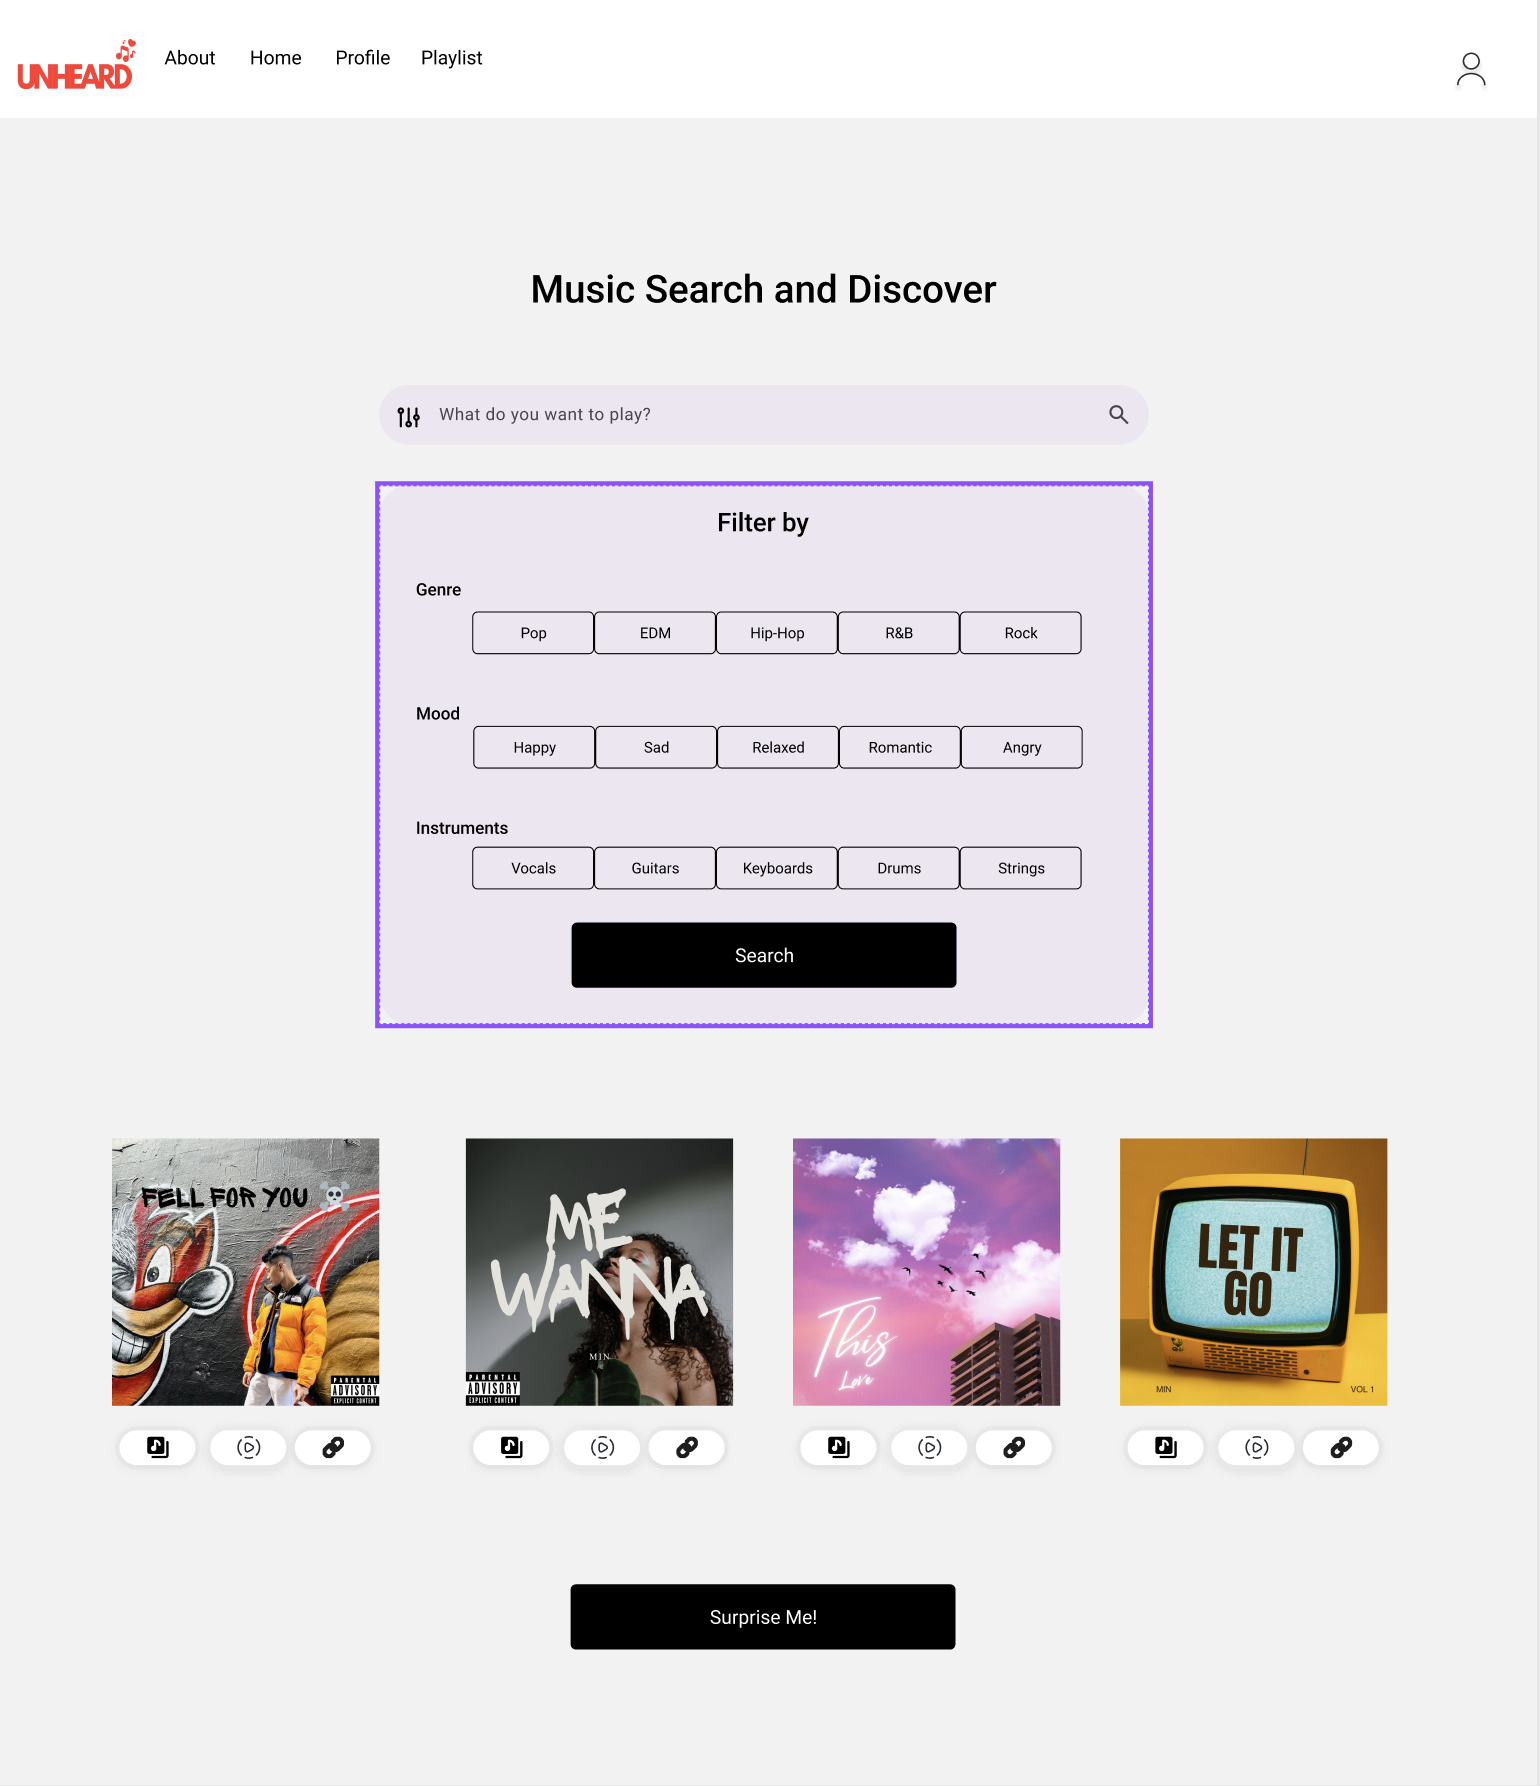 UNHEARD
About Home Profile Playlist
Music Search and Discover
What do you want to play?
Filter by
Genre
Pop EDM Hip-Hop R&B Rock
Mood
Happy Sad Relaxed Romantic Angry
Instruments
Vocals Guitars Keyboards Drums Strings
Search
FELL FOR YOU
PARENTAL
ADVISORY
EXPLICIT CONTENT
ME
WANNA
MIN
PARENTAL
ADVISORY
EXPLICIT CONTENT
This
Love
LET IT
GO
MIN VOL 1
Surprise Me!